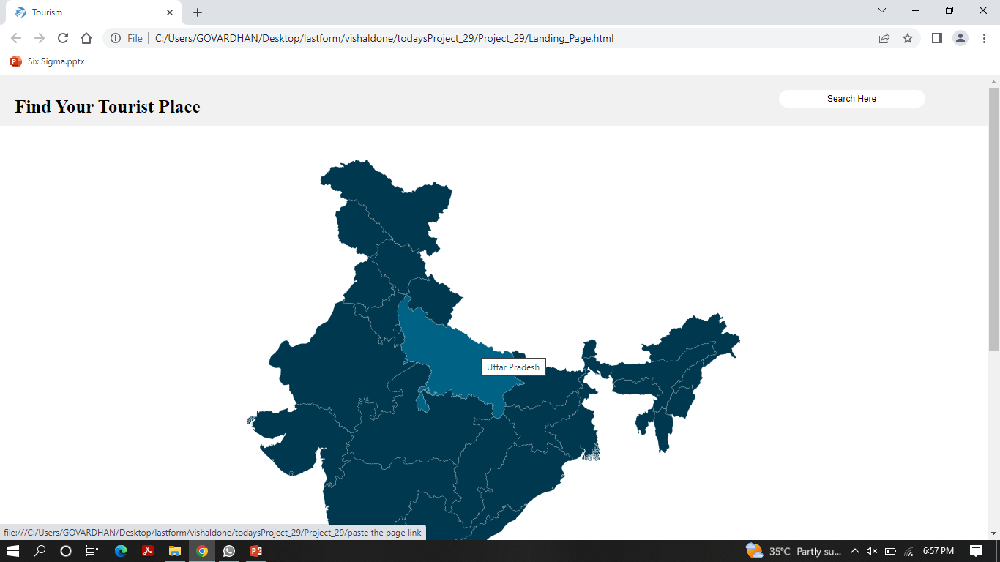 Tourism
File
C:/Users/GOVARDHAN/Desktop/lastform/vishaldone/todaysProject_29/Project_29/Landing_Page.html
Six Sigma.pptx
Find Your Tourist Place
Search Here
Uttar Pradesh
file:///C:/Users/GOVARDHAN/Desktop/lastform/vishaldone/todaysProject_29/Project_29/paste the page link
35°C Partly su...
6:57 PM